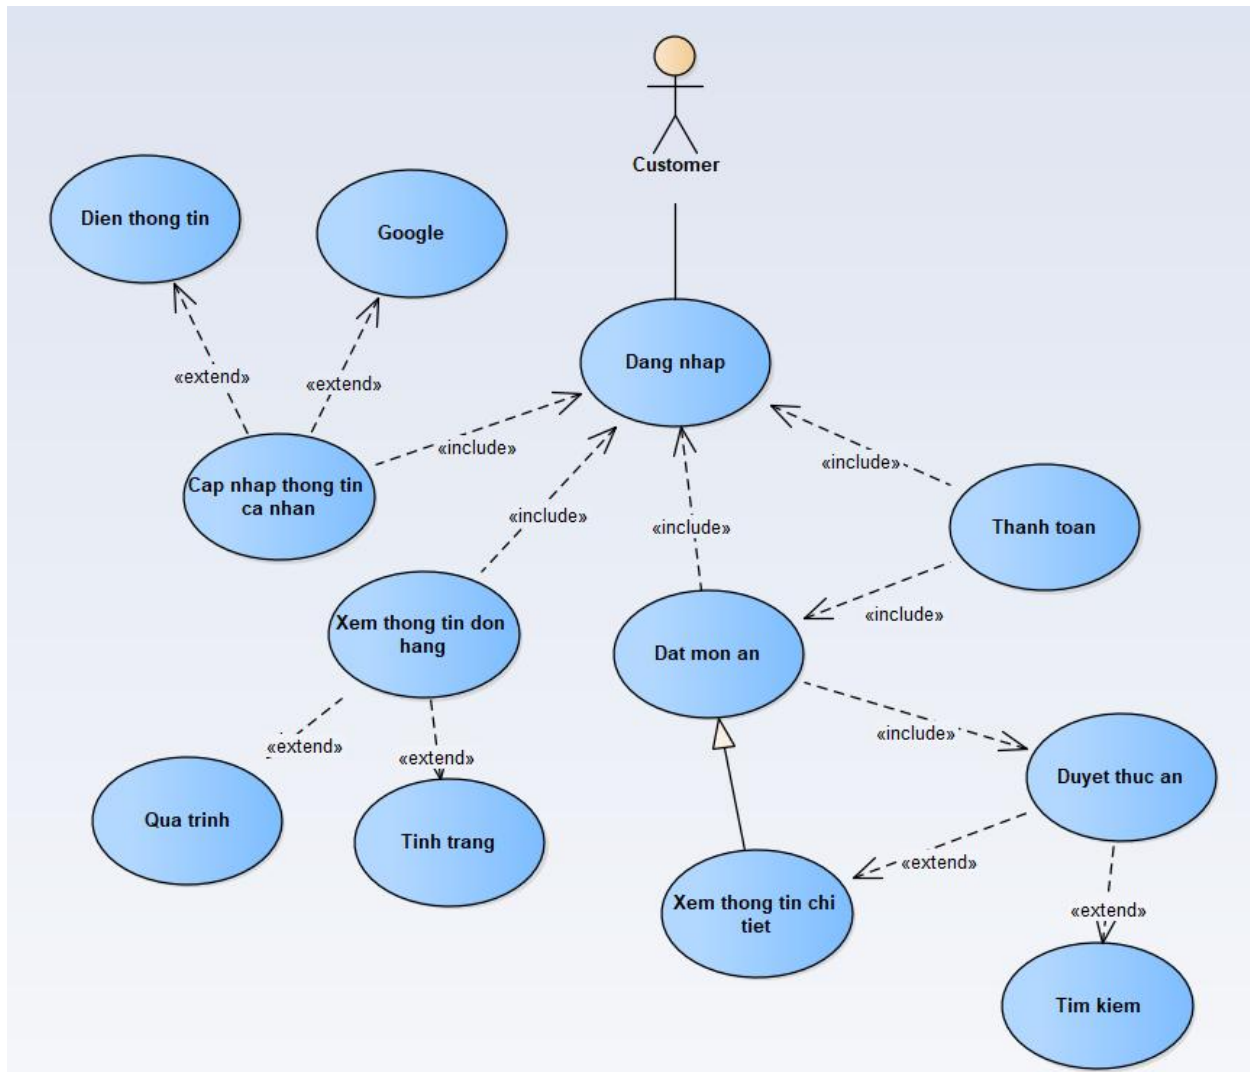 Customer
Dien thong tin
Google
Dang nhap
«extend»
«extend»
«include»
«include»
Cap nhap thong tin
ca nhan
«include»
«include»
Thanh toan
Xem thong tin don
hang
Dat mon an
«include»
«extend»
«extend»
«include»
Duyet thuc an
Qua trinh
Tinh trang
«extend»
Xem thong tin chi
tiet
«extend»
Tim kiem